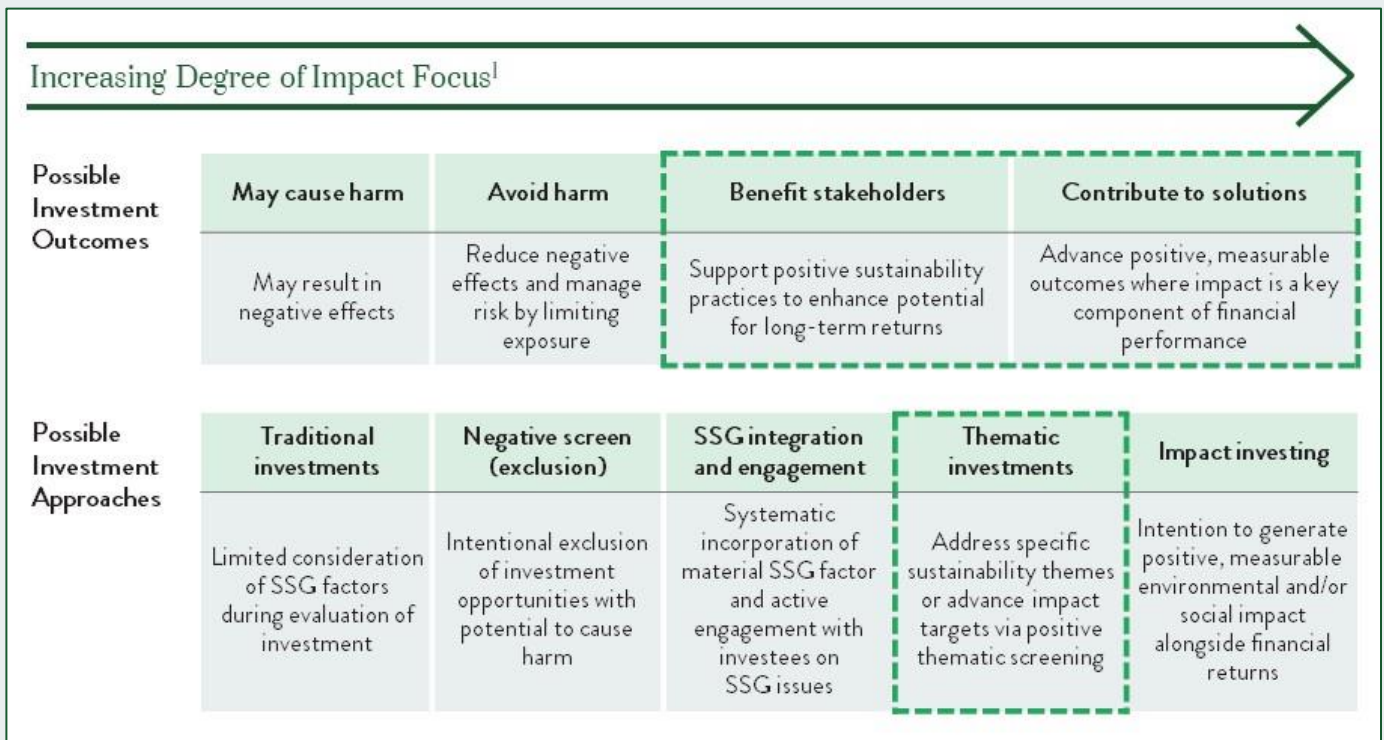 Increasing Degree of Impact Focus¹
Possible
Investment
Outcomes
May cause harm
Avoid harm
Benefit stakeholders
Contribute to solutions
May result in
negative effects
Reduce negative
effects and manage
risk by limiting
exposure
Support positive sustainability
practices to enhance potential
for long-term returns
Advance positive, measurable
outcomes where impact is a key
component of financial
performance
Possible
Investment
Approaches
Traditional
investments
Negative screen
(exclusion)
SSG integration
and engagement
Thematic
investments
Impact investing
Limited consideration
of SSG factors
during evaluation of
investment
Intentional exclusion
of investment
opportunities with
potential to cause
harm
Systematic
incorporation of
material SSG factor
and active
engagement with
investees on
SSG issues
Address specific
sustainability themes
or advance impact
targets via positive
thematic screening
Intention to generate
positive, measurable
environmental and/or
social impact
alongside financial
returns